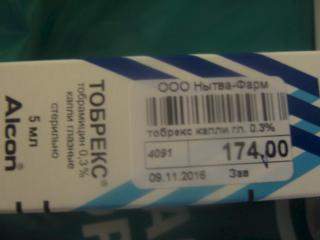 ТОБРЕКС®
тобрамицин 0,3%
капли глазные
стерильно
5 мл
Alcon®
ООО Нытва-Фарм
тобрекс капли гл. 0.3%
4091
174,00
09.11.2016
Зав